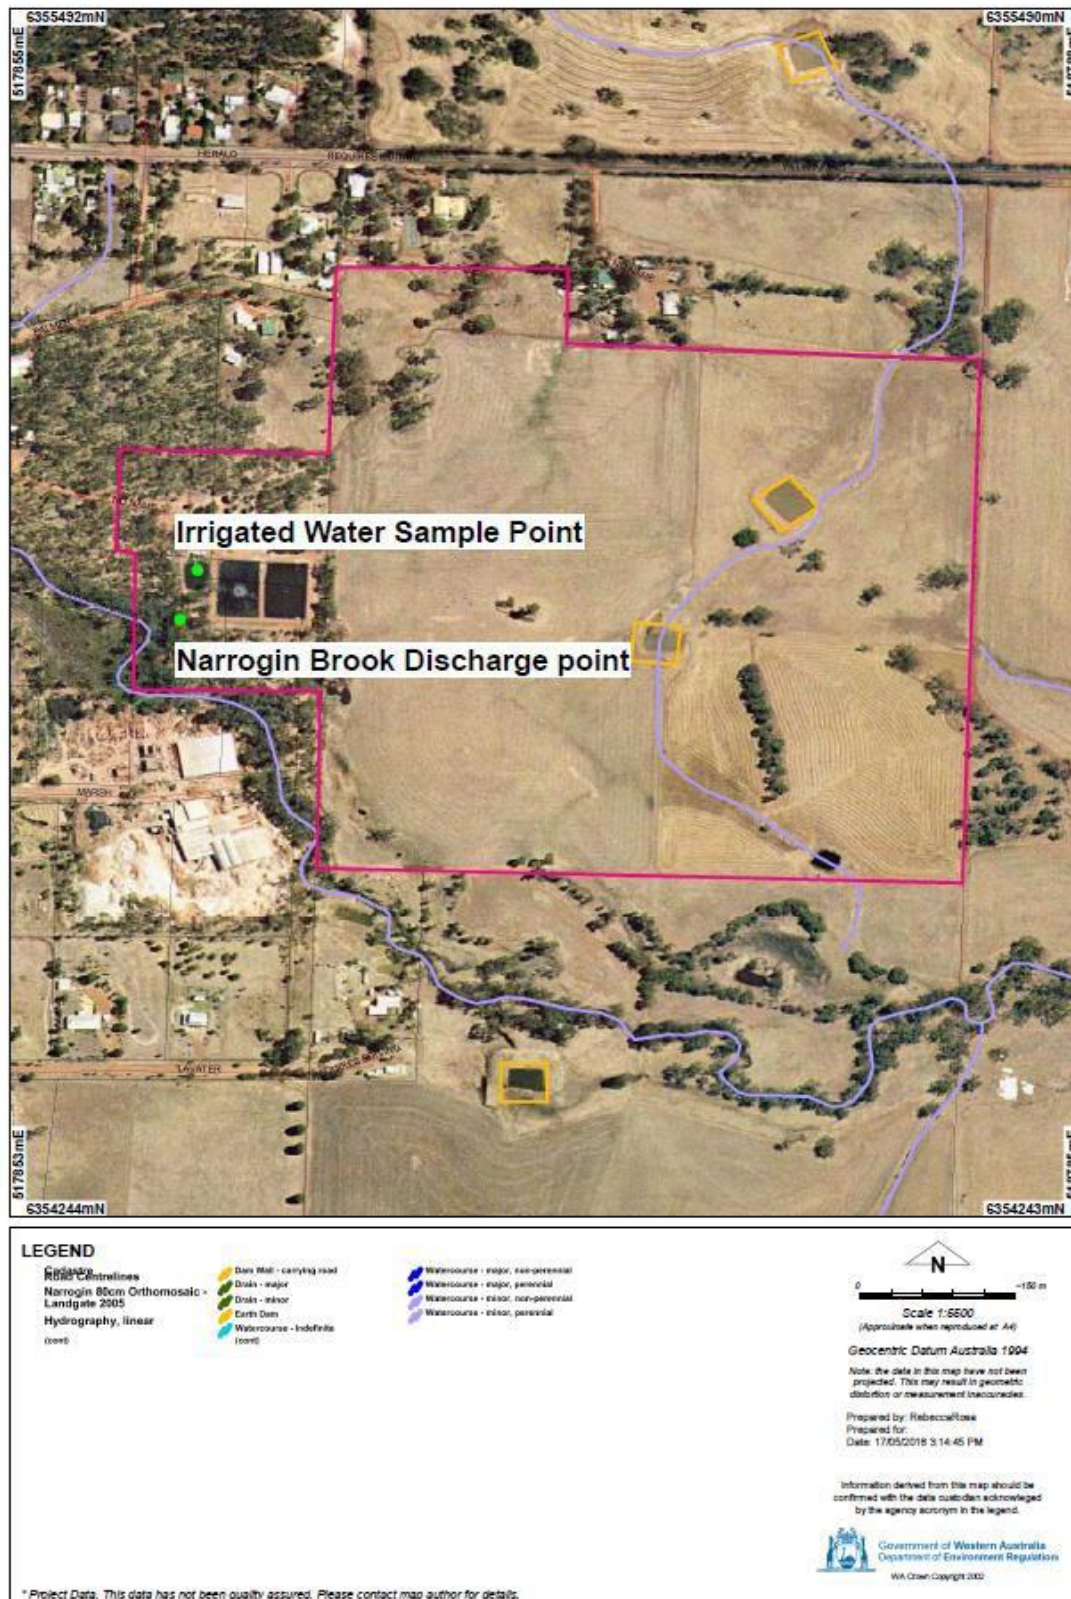 6355492mN
6355490mN
517855mE
HERALD
REQUIRES
Irrigated Water Sample Point
Narrogin Brook Discharge point
MARSH
LAVATER
517853mE
6354244mN
6354243mN
LEGEND
Cadastre
Road Centrelines
Narrogin 80cm Orthomosaic -
Landgate 2005
Hydrography, linear
(cont)
Dam Wall - carrying road
Drain - major
Drain - minor
Earth Dam
Watercourse - Indefinite
(cont)
Watercourse - major, non-perennial
Watercourse - major, perennial
Watercourse - minor, non-perennial
Watercourse - minor, perennial
N
0 ~150 m
Scale 1:5500
(Approximate when reproduced at A4)
Geocentric Datum Australia 1994
Note: the data in this map have not been
projected. This may result in geometric
distortion or measurement inaccuracies.
Prepared by: RebeccaRose
Prepared for:
Date: 17/05/2016 3:14:45 PM
Information derived from this map should be
confirmed with the data custodian acknowleged
by the agency acronym in the legend.
Government of Western Australia
Department of Environment Regulation
WA Crown Copyright 2002
* Project Data. This data has not been quality assured. Please contact map author for details.